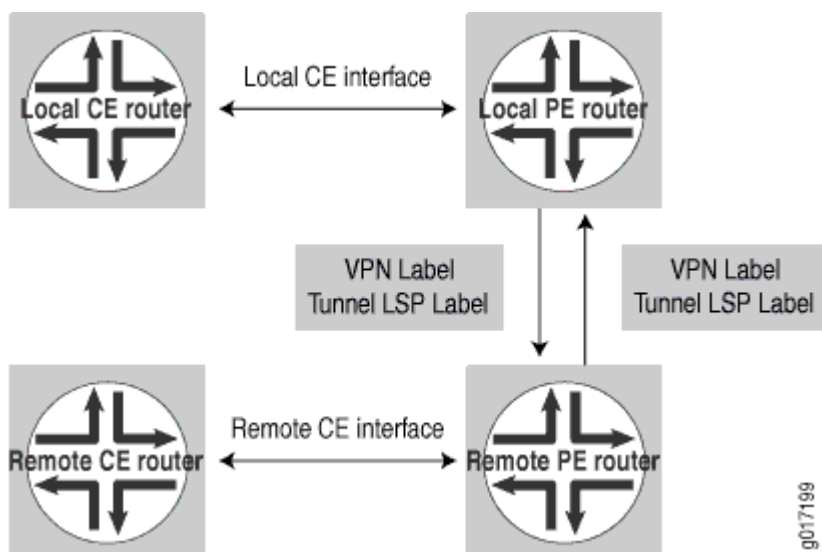 Local CE interface
Local CE router
Local PE router
VPN Label
Tunnel LSP Label
VPN Label
Tunnel LSP Label
Remote CE interface
Remote CE router
Remote PE router
g017199